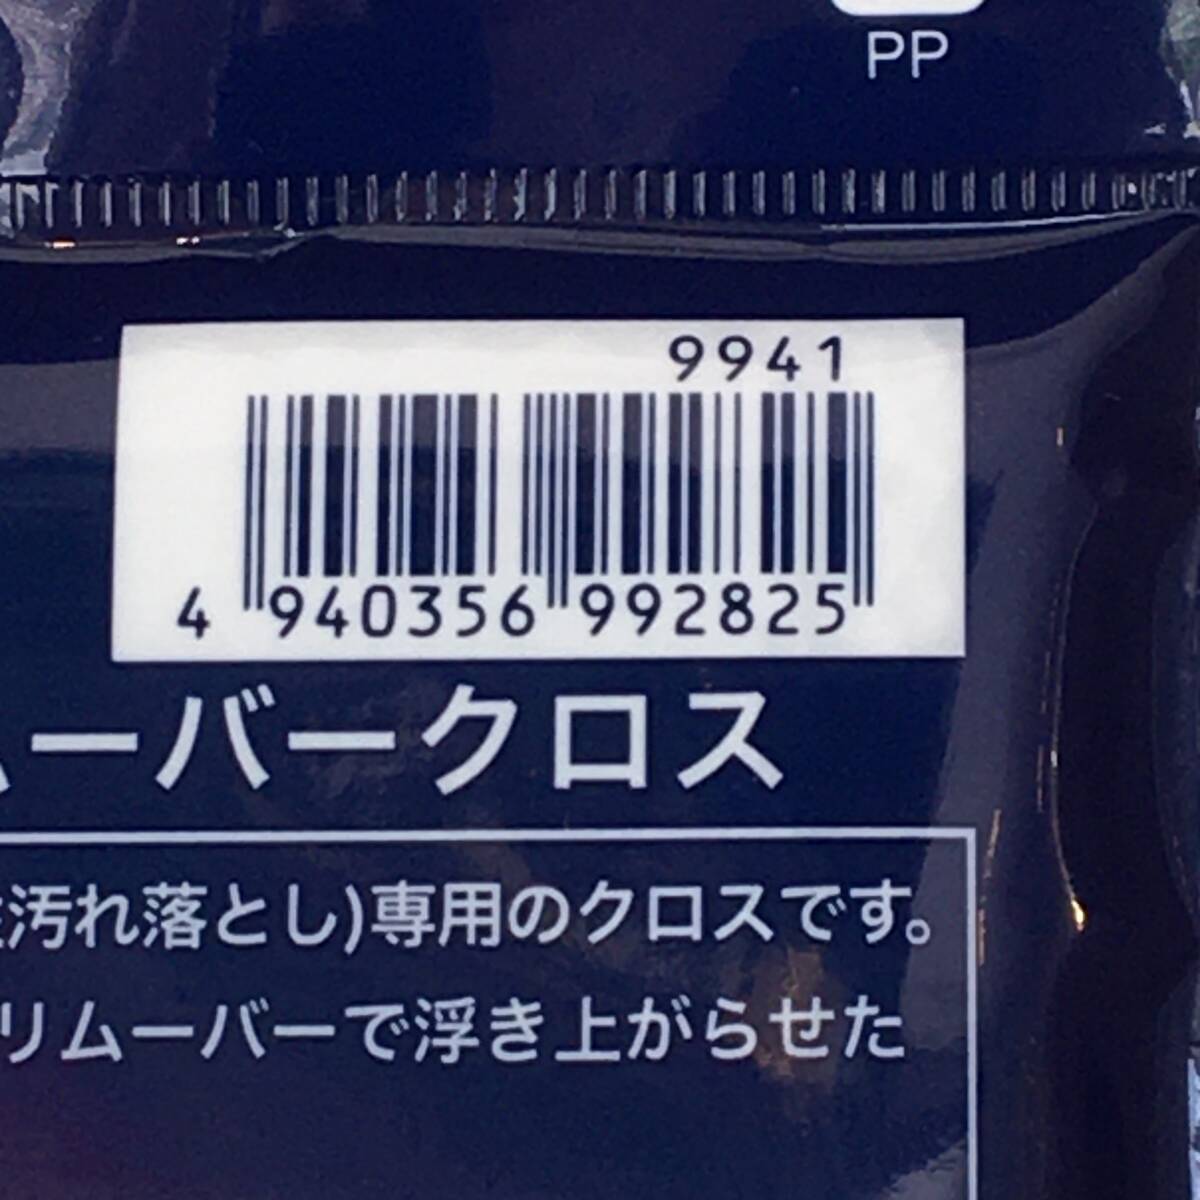 PP
9941
4 940356 992825
ムーバークロス
汚れ落とし)専用のクロスです。
リムーバーで浮き上がらせた